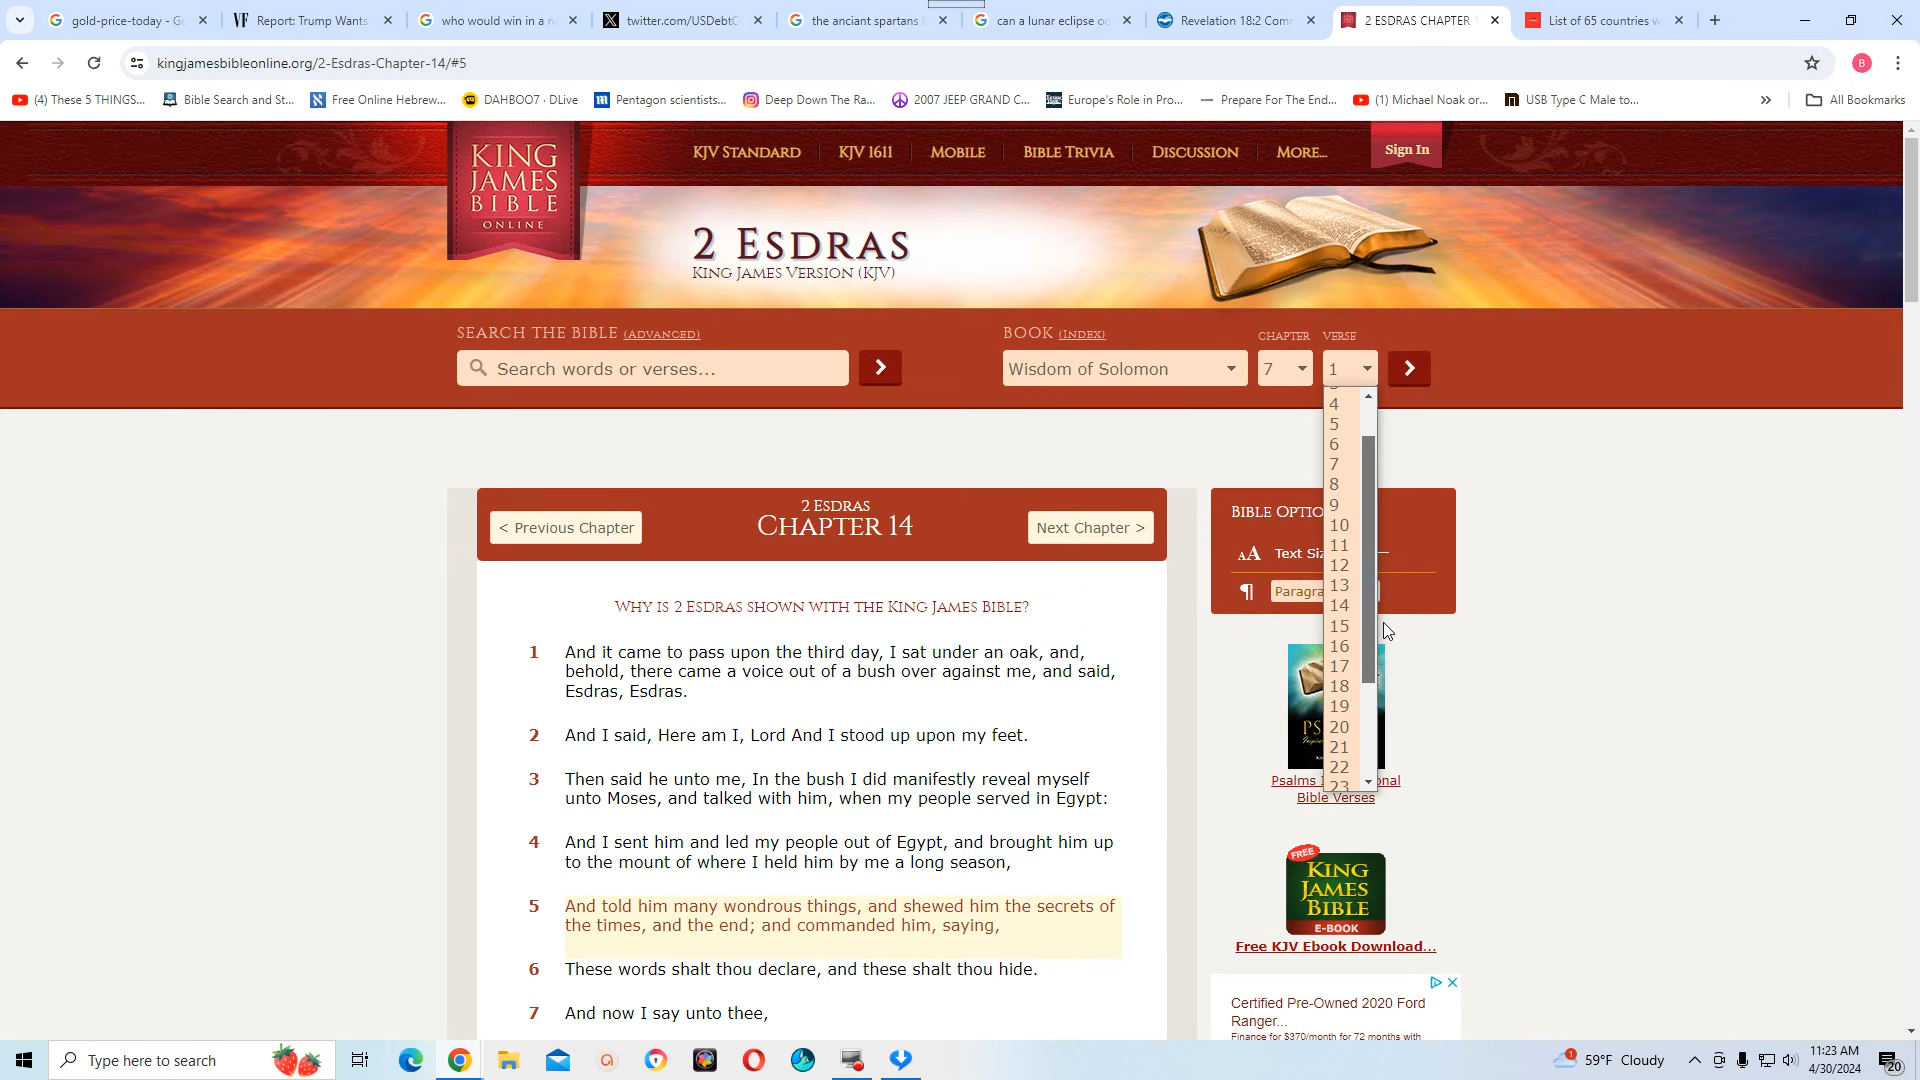 gold-price-today - Go
Report: Trump Wants
who would win in a n
twitter.com/USDebtC
the anciant spartans
can a lunar eclipse oc
Revelation 18:2 Com
2 ESDRAS CHAPTER 1
List of 65 countries w
kingjamesbibleonline.org/2-Esdras-Chapter-14/#5
B
(4) These 5 THINGS...
Bible Search and St...
Free Online Hebrew...
DAHBOO7 · DLive
Pentagon scientists...
Deep Down The Ra...
2007 JEEP GRAND C...
Europe's Role in Pro...
Prepare For The End...
(1) Michael Noak or...
USB Type C Male to...
»
All Bookmarks
KING
JAMES
BIBLE
ONLINE
KJV STANDARD
KJV 1611
MOBILE
BIBLE TRIVIA
DISCUSSION
MORE...
Sign In
2 ESDRAS
KING JAMES VERSION (KJV)
SEARCH THE BIBLE (ADVANCED)
Search words or verses...
BOOK (INDEX)
CHAPTER
VERSE
Wisdom of Solomon
7
1
4
5
6
7
8
9
10
11
12
13
14
15
16
17
18
19
20
21
22
23
< Previous Chapter
2 ESDRAS
CHAPTER 14
Next Chapter >
WHY IS 2 ESDRAS SHOWN WITH THE KING JAMES BIBLE?
1 And it came to pass upon the third day, I sat under an oak, and,
behold, there came a voice out of a bush over against me, and said,
Esdras, Esdras.
2 And I said, Here am I, Lord And I stood up upon my feet.
3 Then said he unto me, In the bush I did manifestly reveal myself
unto Moses, and talked with him, when my people served in Egypt:
4 And I sent him and led my people out of Egypt, and brought him up
to the mount of where I held him by me a long season,
5 And told him many wondrous things, and shewed him the secrets of
the times, and the end; and commanded him, saying,
6 These words shalt thou declare, and these shalt thou hide.
7 And now I say unto thee,
BIBLE OPTIO
AA Text Siz
¶ Paragra
PS
Psalms I onal
Bible Verses
FREE
KING
JAMES
BIBLE
E-BOOK
Free KJV Ebook Download...
Certified Pre-Owned 2020 Ford
Ranger...
Finance for $370/month for 72 months with
Type here to search
1
59°F Cloudy
11:23 AM
4/30/2024
20